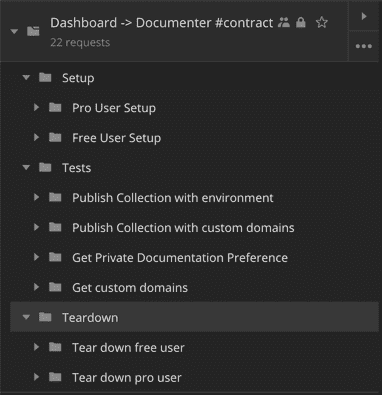 Dashboard -> Documenter #contract
22 requests
Setup
Pro User Setup
Free User Setup
Tests
Publish Collection with environment
Publish Collection with custom domains
Get Private Documentation Preference
Get custom domains
Teardown
Tear down free user
Tear down pro user